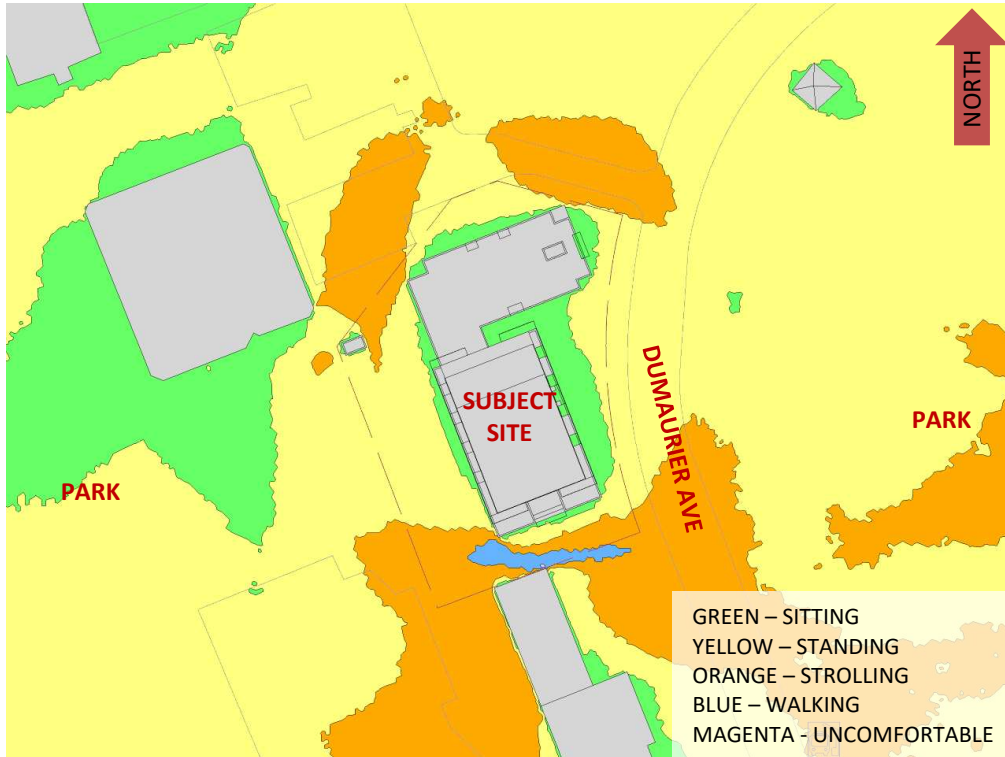 NORTH
SUBJECT
SITE
DUMAURIER AVE
PARK
PARK
GREEN – SITTING
YELLOW – STANDING
ORANGE – STROLLING
BLUE – WALKING
MAGENTA - UNCOMFORTABLE